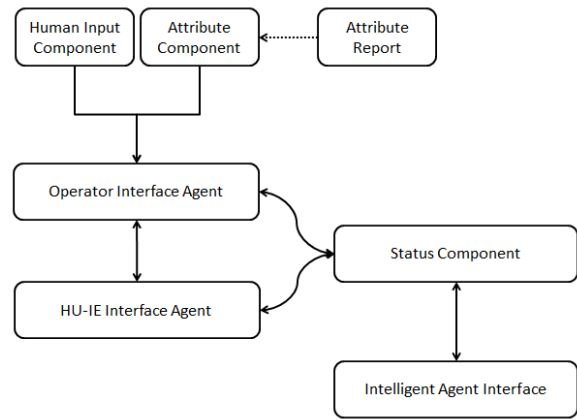 Human Input
Component
Attribute
Component
Attribute
Report
Operator Interface Agent
Status Component
HU-IE Interface Agent
Intelligent Agent Interface